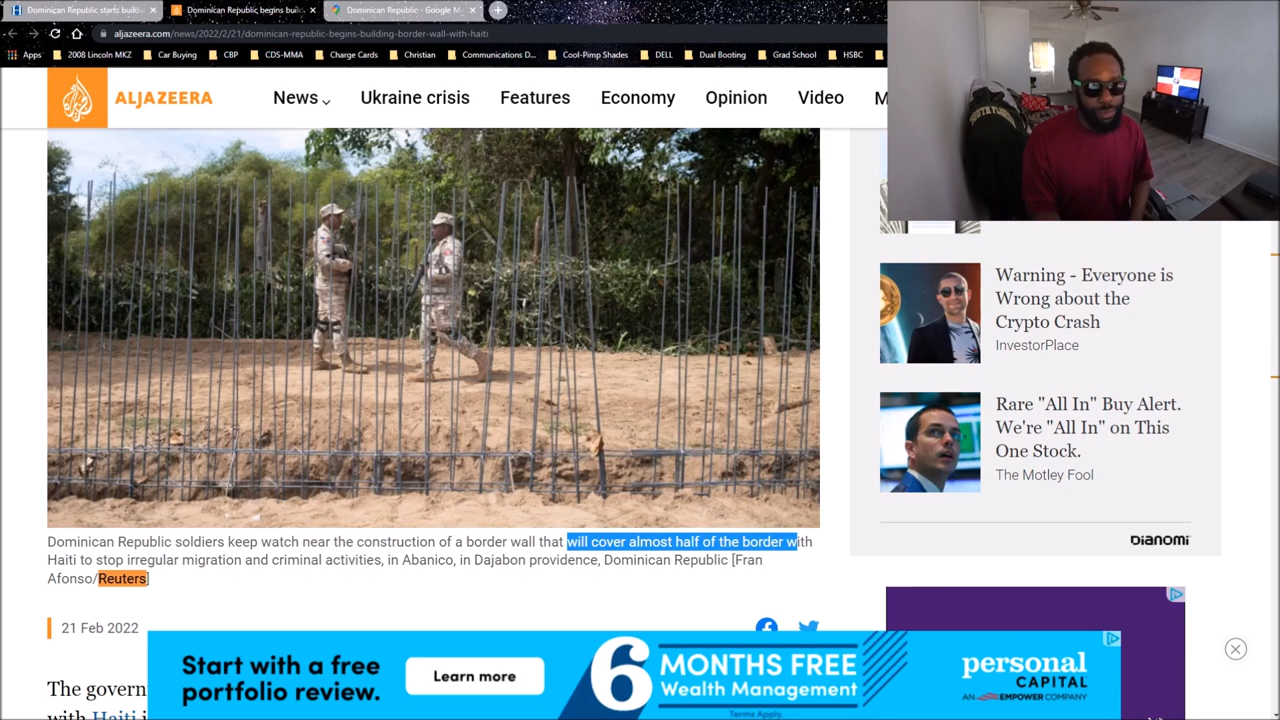 Dominican Republic starts build
Dominican Republic begins buil
Dominican Republic - Google M
aljazeera.com/news/2022/2/21/dominican-republic-begins-building-border-wall-with-haiti
Apps 2008 Lincoln MKZ Car Buying CBP CDS-MMA Charge Cards Christian Communications D... Cool-Pimp Shades DELL Dual Booting Grad School HSBC
ALJAZEERA
News Ukraine crisis Features Economy Opinion Video M
Warning - Everyone is
Wrong about the
Crypto Crash
InvestorPlace
Rare "All In" Buy Alert.
We're "All In" on This
One Stock.
The Motley Fool
DIANOMI
Dominican Republic soldiers keep watch near the construction of a border wall that will cover almost half of the border with
Haiti to stop irregular migration and criminal activities, in Abanico, in Dajabon providence, Dominican Republic [Fran
Afonso/Reuters]
21 Feb 2022
The govern
with Haiti i
Start with a free
portfolio review.
Learn more
6 MONTHS FREE
Wealth Management
Terms Apply.
personal
CAPITAL
AN EMPOWER COMPANY